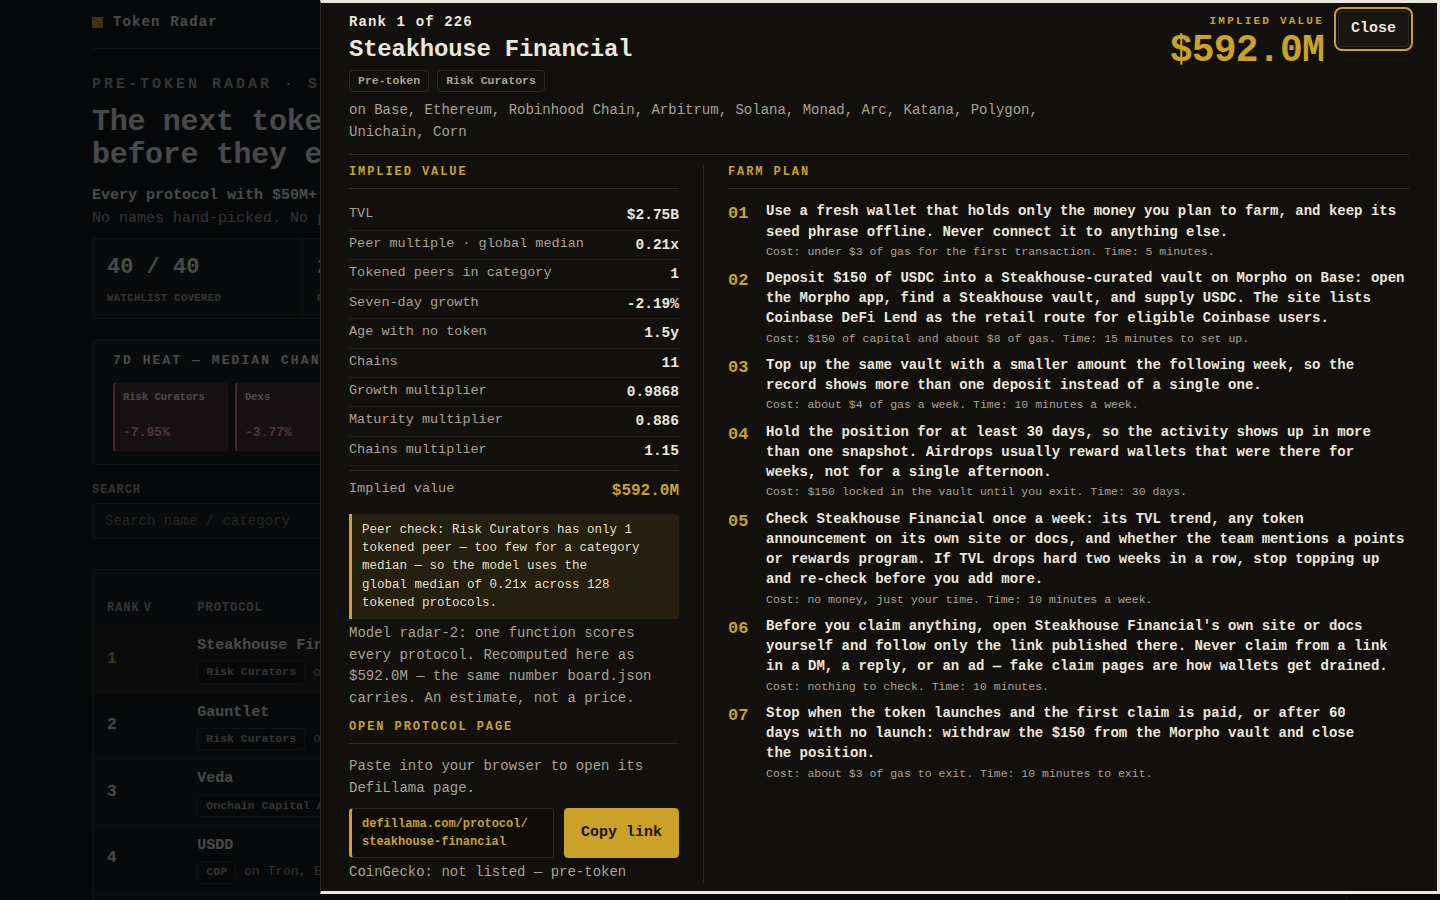 Token Radar
PRE-TOKEN RADAR · S
The next toke
before they e
Every protocol with $50M+
No names hand-picked. No
40 / 40
WATCHLIST COVERED
7D HEAT — MEDIAN CHAN
Risk Curators
-7.95%
Dexs
-3.77%
SEARCH
Search name / category
RANK V
PROTOCOL
1
Steakhouse Fin
Risk Curators
2
Gauntlet
Risk Curators
3
Veda
Onchain Capital A
4
USDD
CDP
on Tron, E
Rank 1 of 226
Steakhouse Financial
Pre-token
Risk Curators
on Base, Ethereum, Robinhood Chain, Arbitrum, Solana, Monad, Arc, Katana, Polygon,
Unichain, Corn
IMPLIED VALUE
$592.0M
Close
IMPLIED VALUE
TVL $2.75B
Peer multiple · global median 0.21x
Tokened peers in category 1
Seven-day growth -2.19%
Age with no token 1.5y
Chains 11
Growth multiplier 0.9868
Maturity multiplier 0.886
Chains multiplier 1.15
Implied value $592.0M
Peer check: Risk Curators has only 1
tokened peer — too few for a category
median — so the model uses the
global median of 0.21x across 128
tokened protocols.
Model radar-2: one function scores
every protocol. Recomputed here as
$592.0M — the same number board.json
carries. An estimate, not a price.
OPEN PROTOCOL PAGE
Paste into your browser to open its
DefiLlama page.
defillama.com/protocol/
steakhouse-financial
Copy link
CoinGecko: not listed — pre-token
FARM PLAN
01 Use a fresh wallet that holds only the money you plan to farm, and keep its
seed phrase offline. Never connect it to anything else.
Cost: under $3 of gas for the first transaction. Time: 5 minutes.
02 Deposit $150 of USDC into a Steakhouse-curated vault on Morpho on Base: open
the Morpho app, find a Steakhouse vault, and supply USDC. The site lists
Coinbase DeFi Lend as the retail route for eligible Coinbase users.
Cost: $150 of capital and about $8 of gas. Time: 15 minutes to set up.
03 Top up the same vault with a smaller amount the following week, so the
record shows more than one deposit instead of a single one.
Cost: about $4 of gas a week. Time: 10 minutes a week.
04 Hold the position for at least 30 days, so the activity shows up in more
than one snapshot. Airdrops usually reward wallets that were there for
weeks, not for a single afternoon.
Cost: $150 locked in the vault until you exit. Time: 30 days.
05 Check Steakhouse Financial once a week: its TVL trend, any token
announcement on its own site or docs, and whether the team mentions a points
or rewards program. If TVL drops hard two weeks in a row, stop topping up
and re-check before you add more.
Cost: no money, just your time. Time: 10 minutes a week.
06 Before you claim anything, open Steakhouse Financial's own site or docs
yourself and follow only the link published there. Never claim from a link
in a DM, a reply, or an ad — fake claim pages are how wallets get drained.
Cost: nothing to check. Time: 10 minutes.
07 Stop when the token launches and the first claim is paid, or after 60
days with no launch: withdraw the $150 from the Morpho vault and close
the position.
Cost: about $3 of gas to exit. Time: 10 minutes to exit.